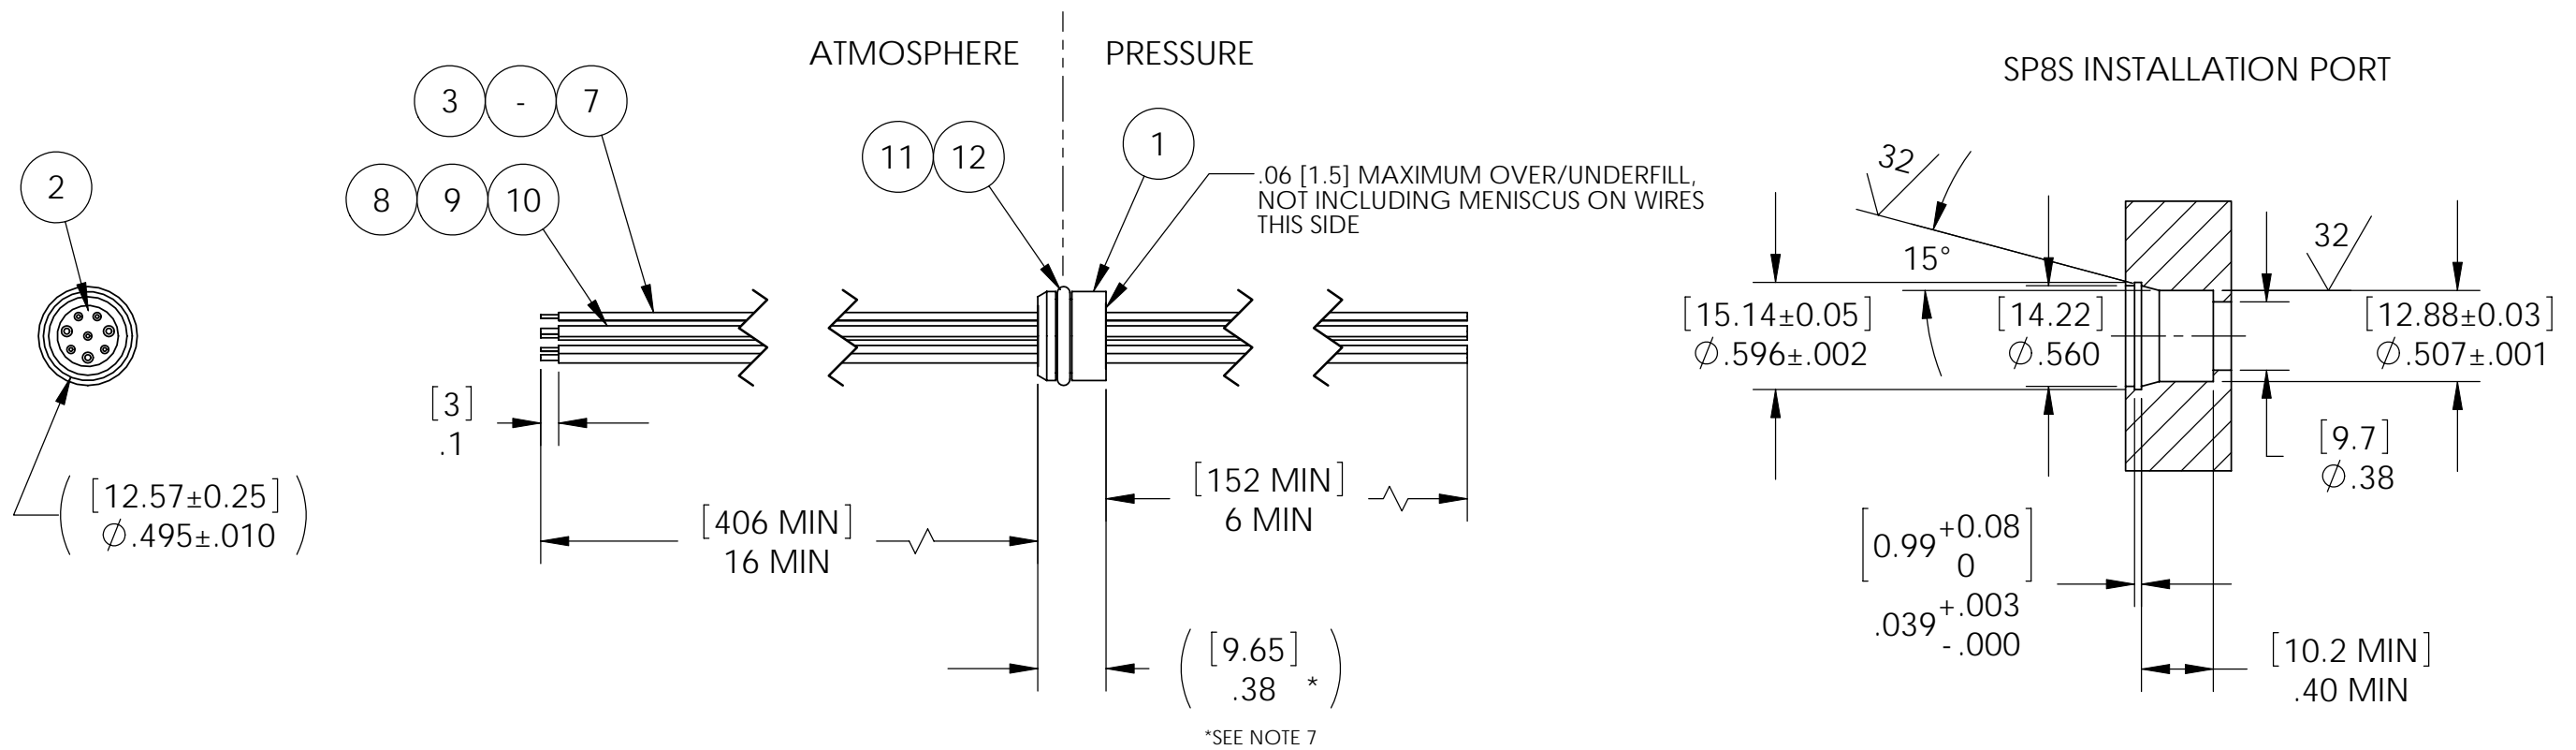 ATMOSPHERE
PRESSURE
SP8S INSTALLATION PORT
3
-
7
2
8
9
10
11
12
1
.06 [1.5] MAXIMUM OVER/UNDERFILL,
NOT INCLUDING MENISCUS ON WIRES
THIS SIDE
32
15°
32
[15.14±0.05]
Ø.596±.002
[14.22]
Ø.560
[12.88±0.03]
Ø.507±.001
[9.7]
Ø.38
[3]
.1
([12.57±0.25]
Ø.495±.010)
[406 MIN]
16 MIN
[152 MIN]
6 MIN
[0.99 +0.08
0]
.039 +.003
-.000
([9.65]
.38 *)
*SEE NOTE 7
[10.2 MIN]
.40 MIN